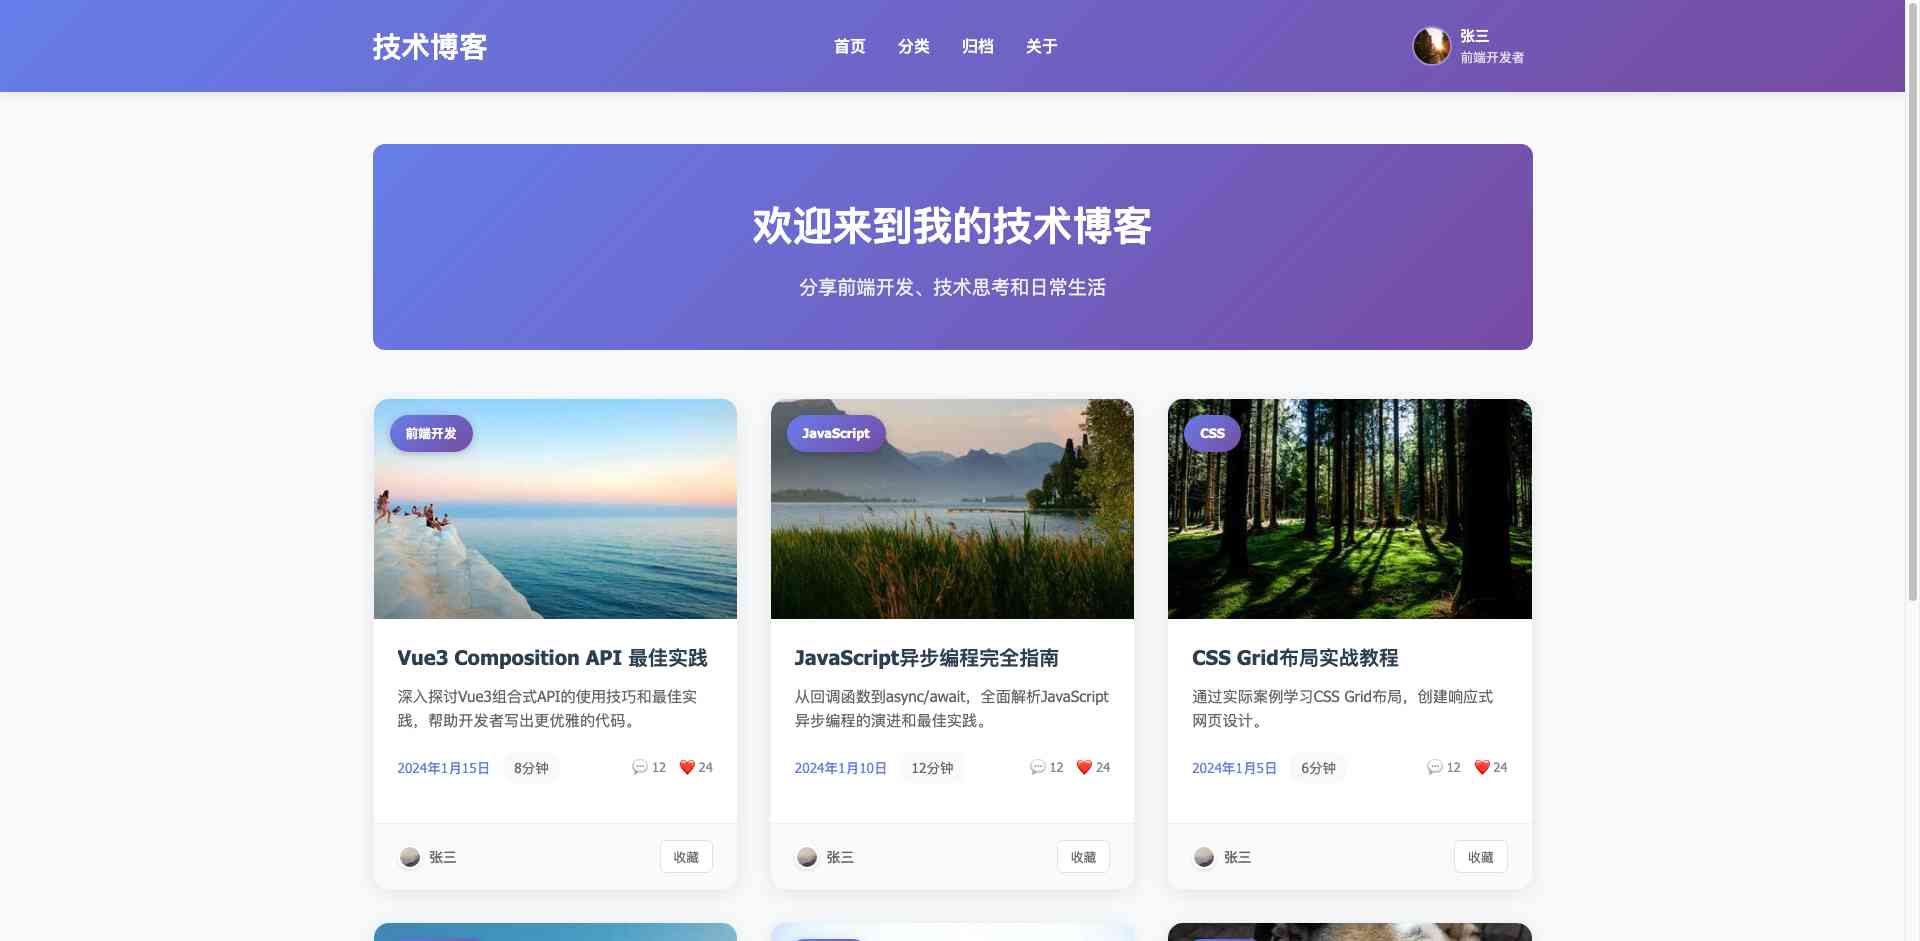 技术博客
首页 分类 归档 关于
张三
前端开发者
欢迎来到我的技术博客
分享前端开发、技术思考和日常生活
前端开发
Vue3 Composition API 最佳实践
深入探讨Vue3组合式API的使用技巧和最佳实
践，帮助开发者写出更优雅的代码。
2024年1月15日 8分钟 💬 12 ❤️ 24
张三 收藏
JavaScript
JavaScript异步编程完全指南
从回调函数到async/await，全面解析JavaScript
异步编程的演进和最佳实践。
2024年1月10日 12分钟 💬 12 ❤️ 24
张三 收藏
CSS
CSS Grid布局实战教程
通过实际案例学习CSS Grid布局，创建响应式
网页设计。
2024年1月5日 6分钟 💬 12 ❤️ 24
张三 收藏